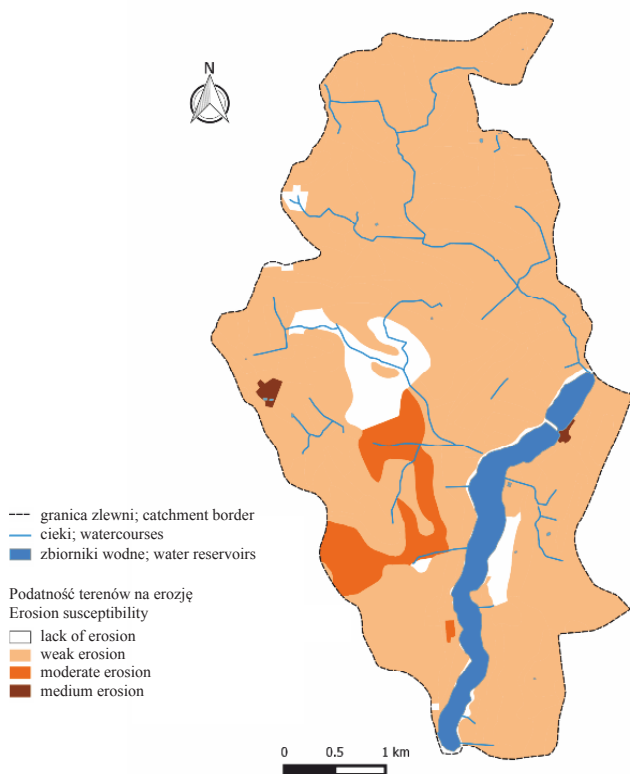 N
granica zlewni; catchment border
cieki; watercourses
zbiorniki wodne; water reservoirs
Podatność terenów na erozję
Erosion susceptibility
lack of erosion
weak erosion
moderate erosion
medium erosion
0 0.5 1 km